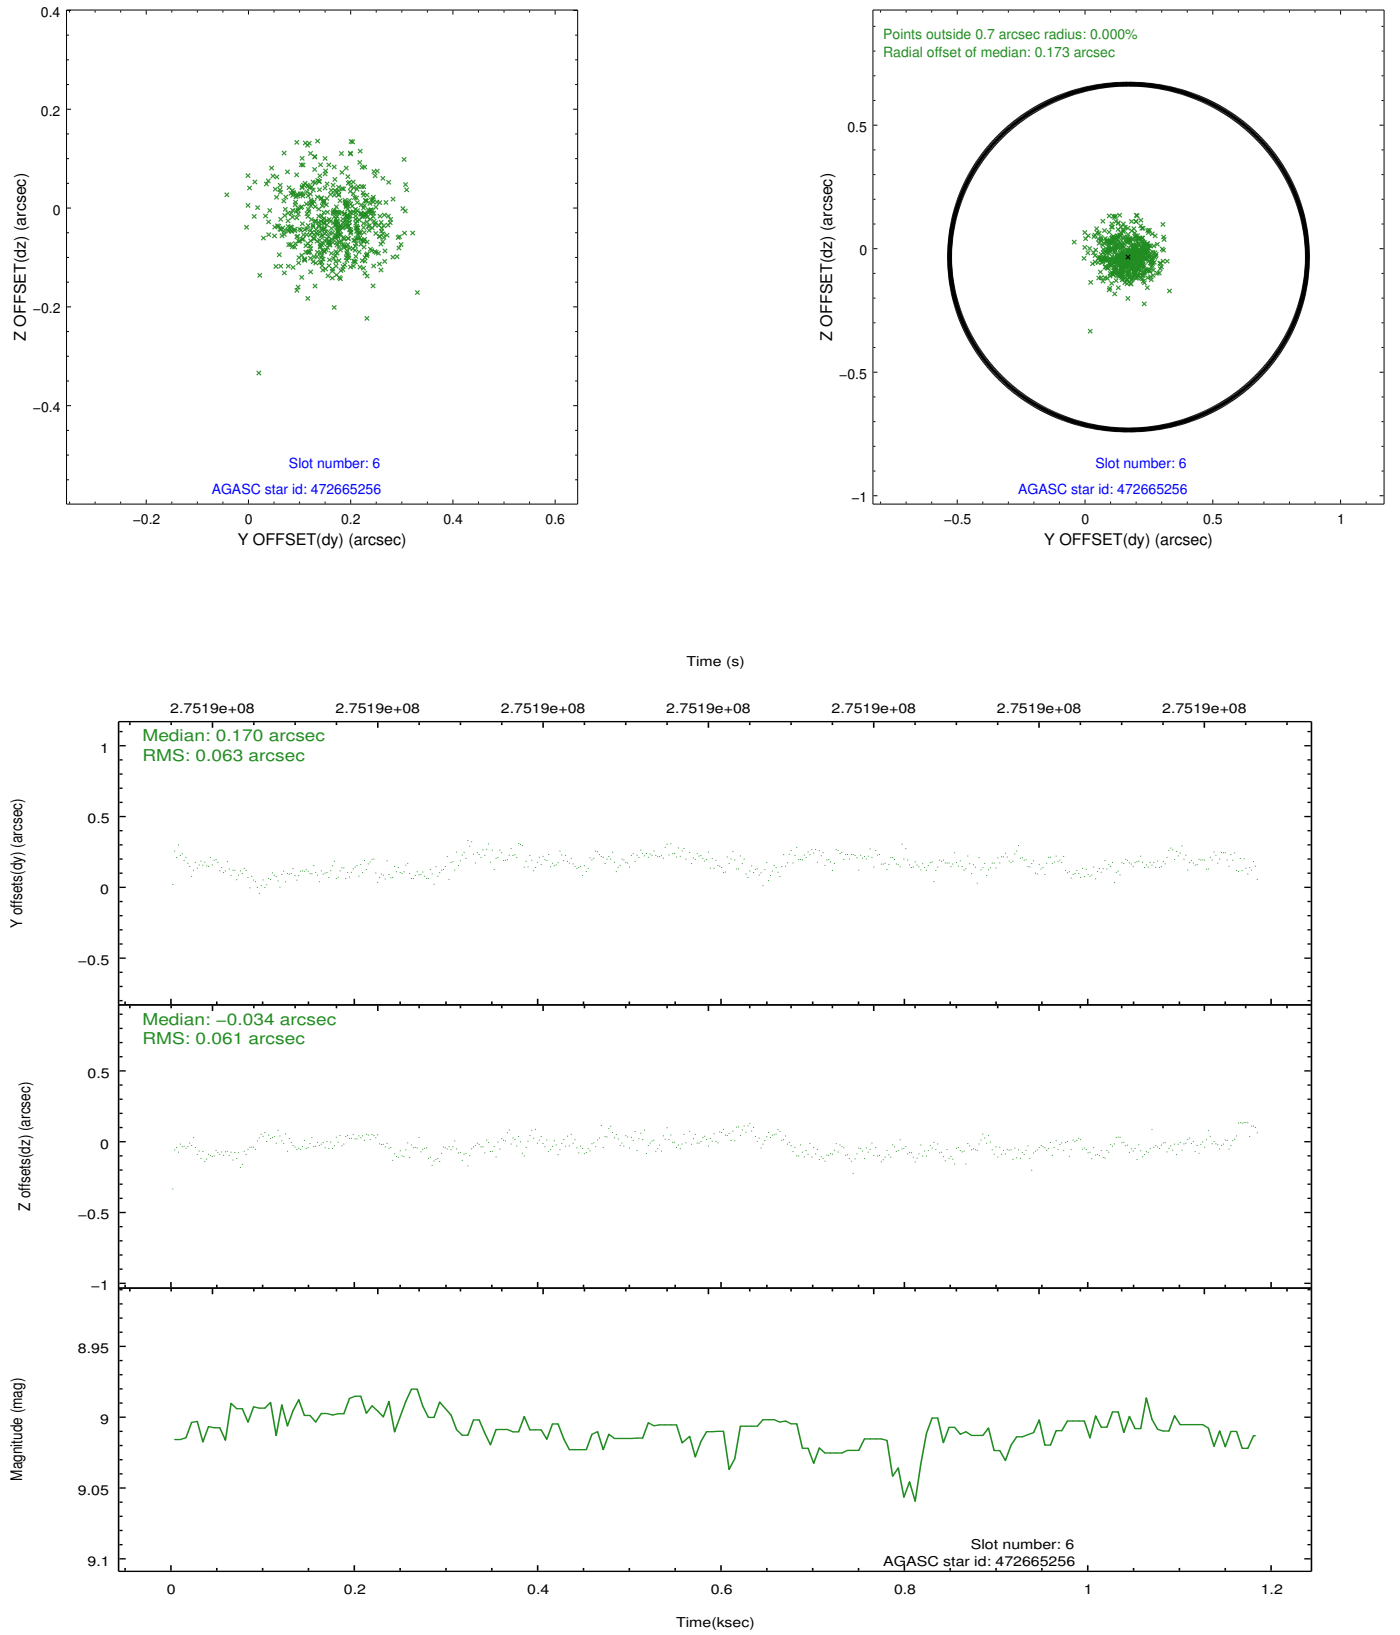 0.4
0.2
0
−0.2
−0.4
Z OFFSET(dz) (arcsec)
Slot number: 6
AGASC star id: 472665256
−0.2 0 0.2 0.4 0.6
Y OFFSET(dy) (arcsec)
Points outside 0.7 arcsec radius: 0.000%
Radial offset of median: 0.173 arcsec
0.5
0
−0.5
−1
Z OFFSET(dz) (arcsec)
Slot number: 6
AGASC star id: 472665256
−0.5 0 0.5 1
Y OFFSET(dy) (arcsec)
Time (s)
2.7519e+08 2.7519e+08 2.7519e+08 2.7519e+08 2.7519e+08 2.7519e+08 2.7519e+08
Median: 0.170 arcsec
RMS: 0.063 arcsec
1
0.5
0
−0.5
Y offsets(dy) (arcsec)
Median: −0.034 arcsec
RMS: 0.061 arcsec
0.5
0
−0.5
−1
Z offsets(dz) (arcsec)
8.95
9
9.05
9.1
Magnitude (mag)
Slot number: 6
AGASC star id: 472665256
0 0.2 0.4 0.6 0.8 1 1.2
Time(ksec)